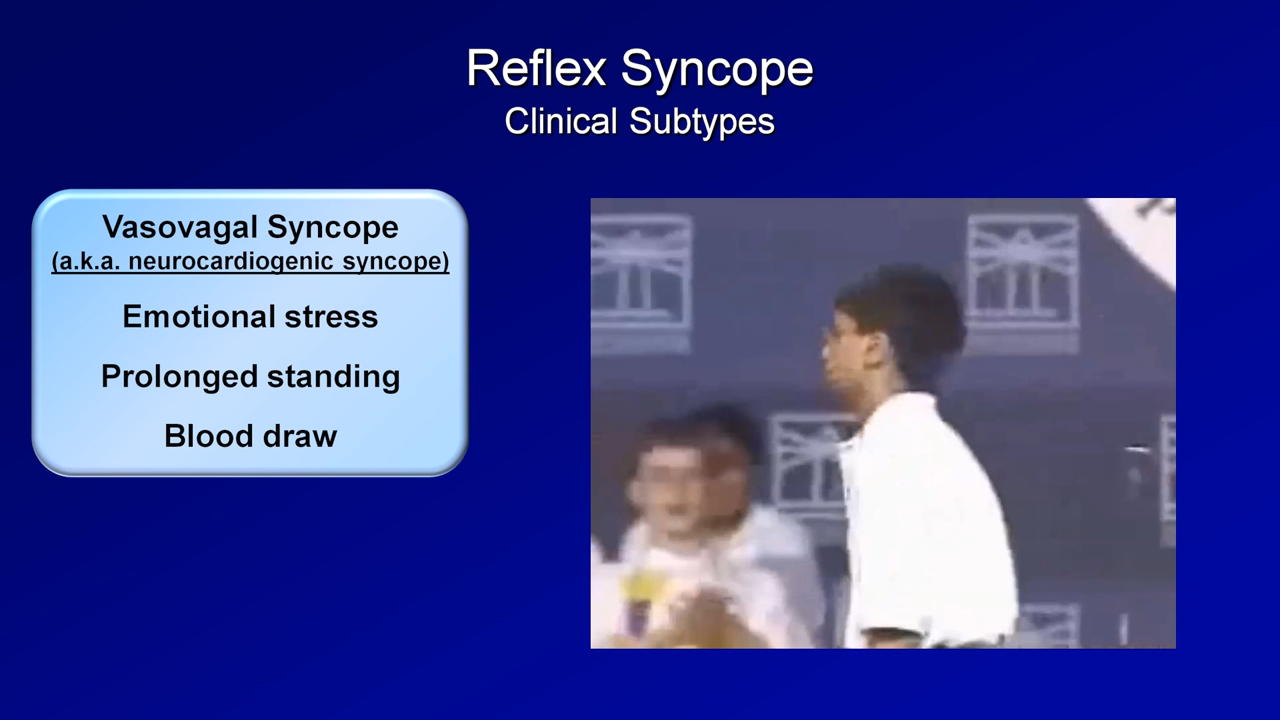 Reflex Syncope
Clinical Subtypes
Vasovagal Syncope
(a.k.a. neurocardiogenic syncope)
Emotional stress
Prolonged standing
Blood draw